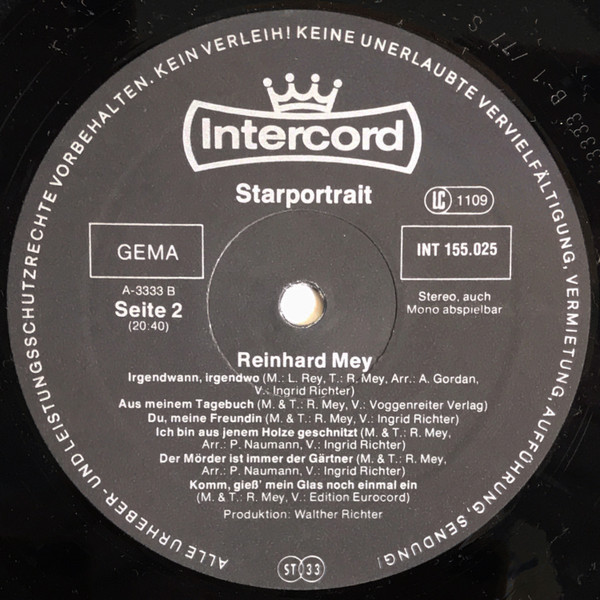 ALLE URHEBER- UND LEISTUNGSSCHUTZRECHTE VORBEHALTEN. KEIN VERLEIH! KEINE UNERLAUBTE VERVIELFÄLTIGUNG, VERMIETUNG, AUFFÜHRUNG, SENDUNG!
Intercord
Starportrait
LC 1109
GEMA
INT 155.025
A-3333 B
Seite 2
(20:40)
Stereo, auch
Mono abspielbar
Reinhard Mey
Irgendwann, irgendwo (M.: L. Rey, T.: R. Mey, Arr.: A. Gordan,
V.: Ingrid Richter)
Aus meinem Tagebuch (M. & T.: R. Mey, V.: Voggenreiter Verlag)
Du, meine Freundin (M. & T.: R. Mey, V.: Ingrid Richter)
Ich bin aus jenem Holze geschnitzt (M. & T.: R. Mey,
Arr.: P. Naumann, V.: Ingrid Richter)
Der Mörder ist immer der Gärtner (M. & T.: R. Mey,
Arr.: P. Naumann, V.: Ingrid Richter)
Komm, gieß' mein Glas noch einmal ein
(M. & T.: R. Mey, V.: Edition Eurocord)
Produktion: Walther Richter
ST 33